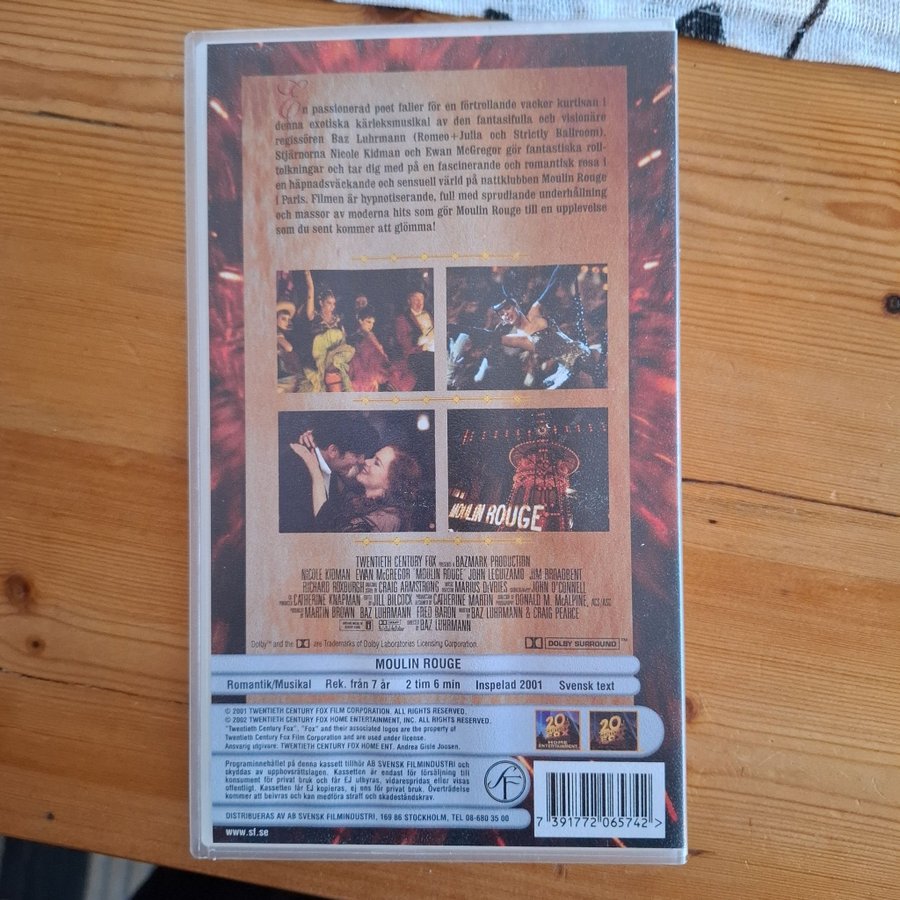 En passionerad poet faller för en förtrollande vacker kurtisan i
denna exotiska kärleksmusikal av den fantasifulla och visionäre
regissören Baz Luhrmann (Romeo+Julia och Strictly Ballroom).
Stjärnorna Nicole Kidman och Ewan McGregor gör fantastiska roll-
tolkningar och tar dig med på en fascinerande och romantisk resa i
en häpnadsväckande och sensuell värld på nattklubben Moulin Rouge
i Paris. Filmen är hypnotiserande, full med sprudlande underhållning
och massor av moderna hits som gör Moulin Rouge till en upplevelse
som du sent kommer att glömma!
MOULIN ROUGE
TWENTIETH CENTURY FOX PRESENTS A BAZMARK PRODUCTION
NICOLE KIDMAN EWAN McGREGOR "MOULIN ROUGE" JOHN LEGUIZAMO JIM BROADBENT
RICHARD ROXBURGH CRAIG ARMSTRONG MARIUS DeVRIES JOHN O'CONNELL
CATHERINE KNAPMAN JILL BILCOCK CATHERINE MARTIN DONALD M. McALPINE, ACS/ASC
MARTIN BROWN BAZ LUHRMANN FRED BARON BAZ LUHRMANN & CRAIG PEARCE
BAZ LUHRMANN
Dolby™ and the are Trademarks of Dolby Laboratories Licensing Corporation.
DOLBY SURROUND™
MOULIN ROUGE
Romantik/Musikal Rek. från 7 år 2 tim 6 min Inspelad 2001 Svensk text
© 2001 TWENTIETH CENTURY FOX FILM CORPORATION. ALL RIGHTS RESERVED.
© 2002 TWENTIETH CENTURY FOX HOME ENTERTAINMENT, INC. ALL RIGHTS RESERVED.
"Twentieth Century Fox", "Fox" and their associated logos are the property of
Twentieth Century Fox Film Corporation and are used under license.
Ansvarig utgivare: TWENTIETH CENTURY FOX HOME ENT. Andrea Gisle Joosen.
20
HOME
ENTERTAINMENT
20
Programinnehållet på denna kassett tillhör AB SVENSK FILMINDUSTRI och
skyddas av upphovsrättslagen. Kassetten är endast för försäljning till
konsument för privat bruk och får EJ uthyras, vidarespridas eller visas
offentligt. Kassetten får EJ kopieras, ej ens för privat bruk. Överträdelse
kommer att beivras och kan medföra straff och skadeståndskrav.
SF
DISTRIBUERAS AV AB SVENSK FILMINDUSTRI, 169 86 STOCKHOLM, TEL 08-680 35 00
www.sf.se
7 391772 065742 >